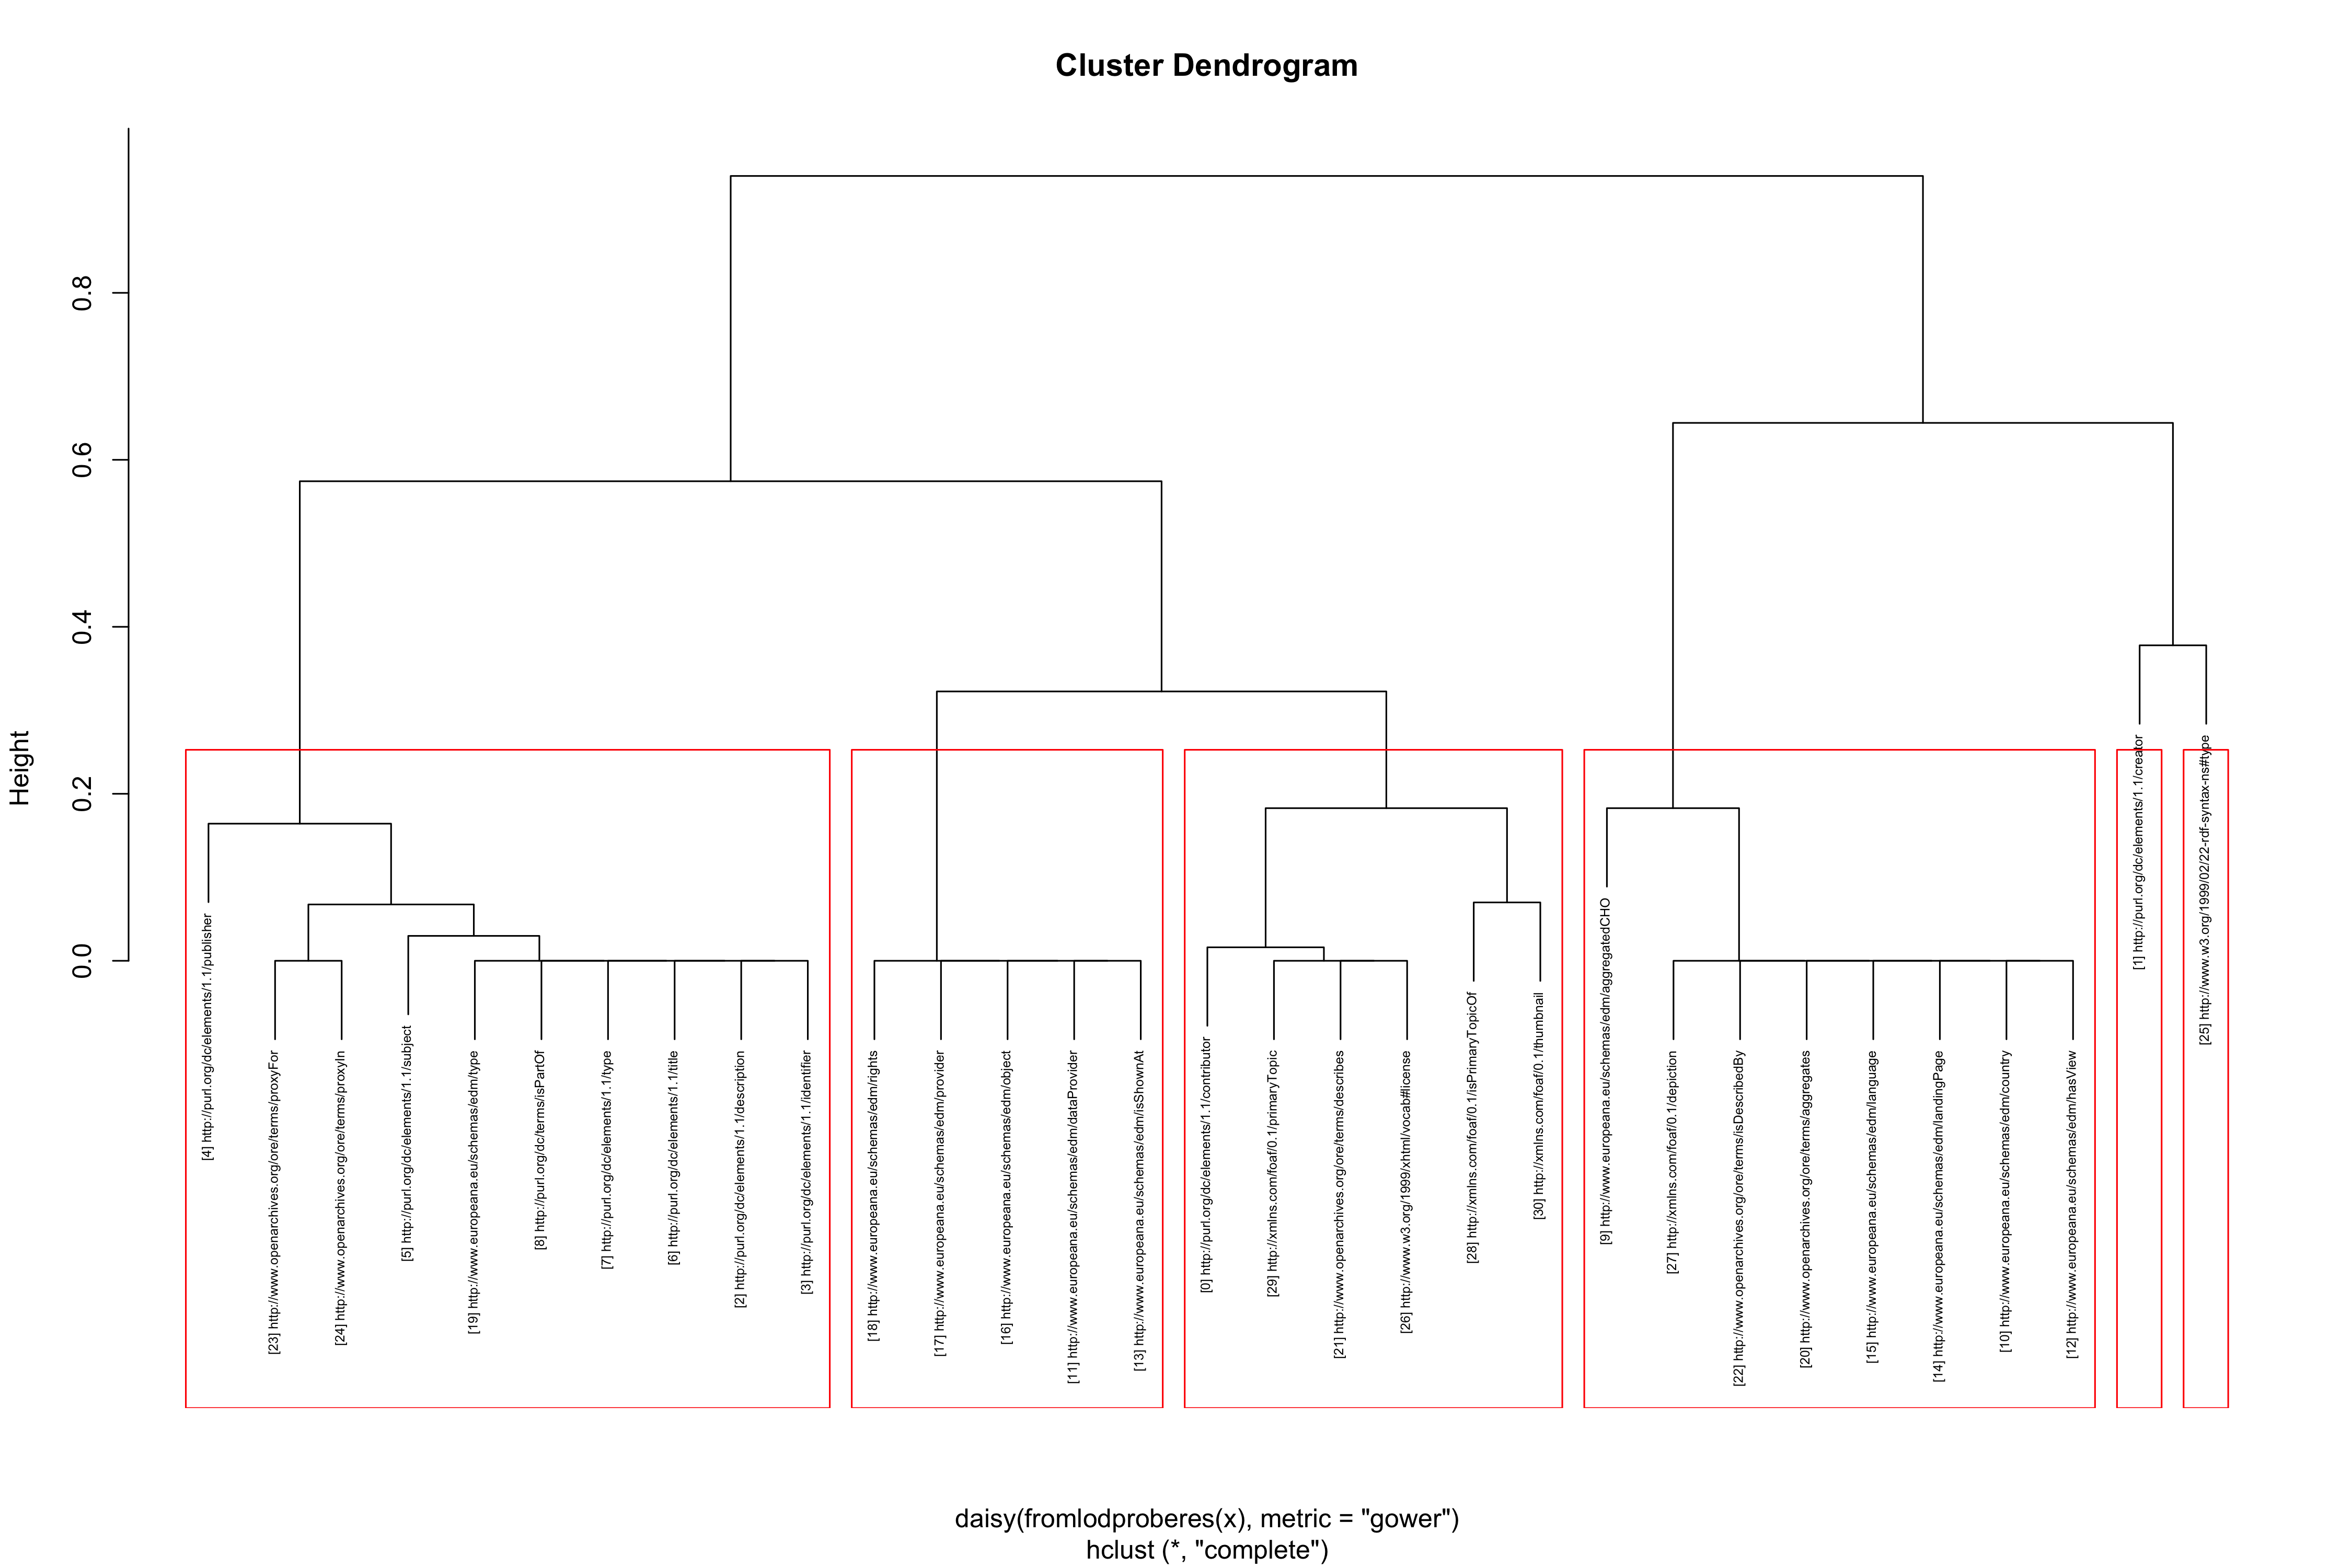 Cluster Dendrogram
Height
0.0
0.2
0.4
0.6
0.8
[4] http://purl.org/dc/elements/1.1/publisher
[23] http://www.openarchives.org/ore/terms/proxyFor
[24] http://www.openarchives.org/ore/terms/proxyIn
[5] http://purl.org/dc/elements/1.1/subject
[19] http://www.europeana.eu/schemas/edm/type
[8] http://purl.org/dc/terms/isPartOf
[7] http://purl.org/dc/elements/1.1/type
[6] http://purl.org/dc/elements/1.1/title
[2] http://purl.org/dc/elements/1.1/description
[3] http://purl.org/dc/elements/1.1/identifier
[18] http://www.europeana.eu/schemas/edm/rights
[17] http://www.europeana.eu/schemas/edm/provider
[16] http://www.europeana.eu/schemas/edm/object
[11] http://www.europeana.eu/schemas/edm/dataProvider
[13] http://www.europeana.eu/schemas/edm/isShownAt
[0] http://purl.org/dc/elements/1.1/contributor
[29] http://xmlns.com/foaf/0.1/primaryTopic
[21] http://www.openarchives.org/ore/terms/describes
[26] http://www.w3.org/1999/xhtml/vocab#license
[28] http://xmlns.com/foaf/0.1/isPrimaryTopicOf
[30] http://xmlns.com/foaf/0.1/thumbnail
[9] http://www.europeana.eu/schemas/edm/aggregatedCHO
[27] http://xmlns.com/foaf/0.1/depiction
[22] http://www.openarchives.org/ore/terms/isDescribedBy
[20] http://www.openarchives.org/ore/terms/aggregates
[15] http://www.europeana.eu/schemas/edm/language
[14] http://www.europeana.eu/schemas/edm/landingPage
[10] http://www.europeana.eu/schemas/edm/country
[12] http://www.europeana.eu/schemas/edm/hasView
[1] http://purl.org/dc/elements/1.1/creator
[25] http://www.w3.org/1999/02/22-rdf-syntax-ns#type
daisy(fromlodproberes(x), metric = "gower")
hclust (*, "complete")